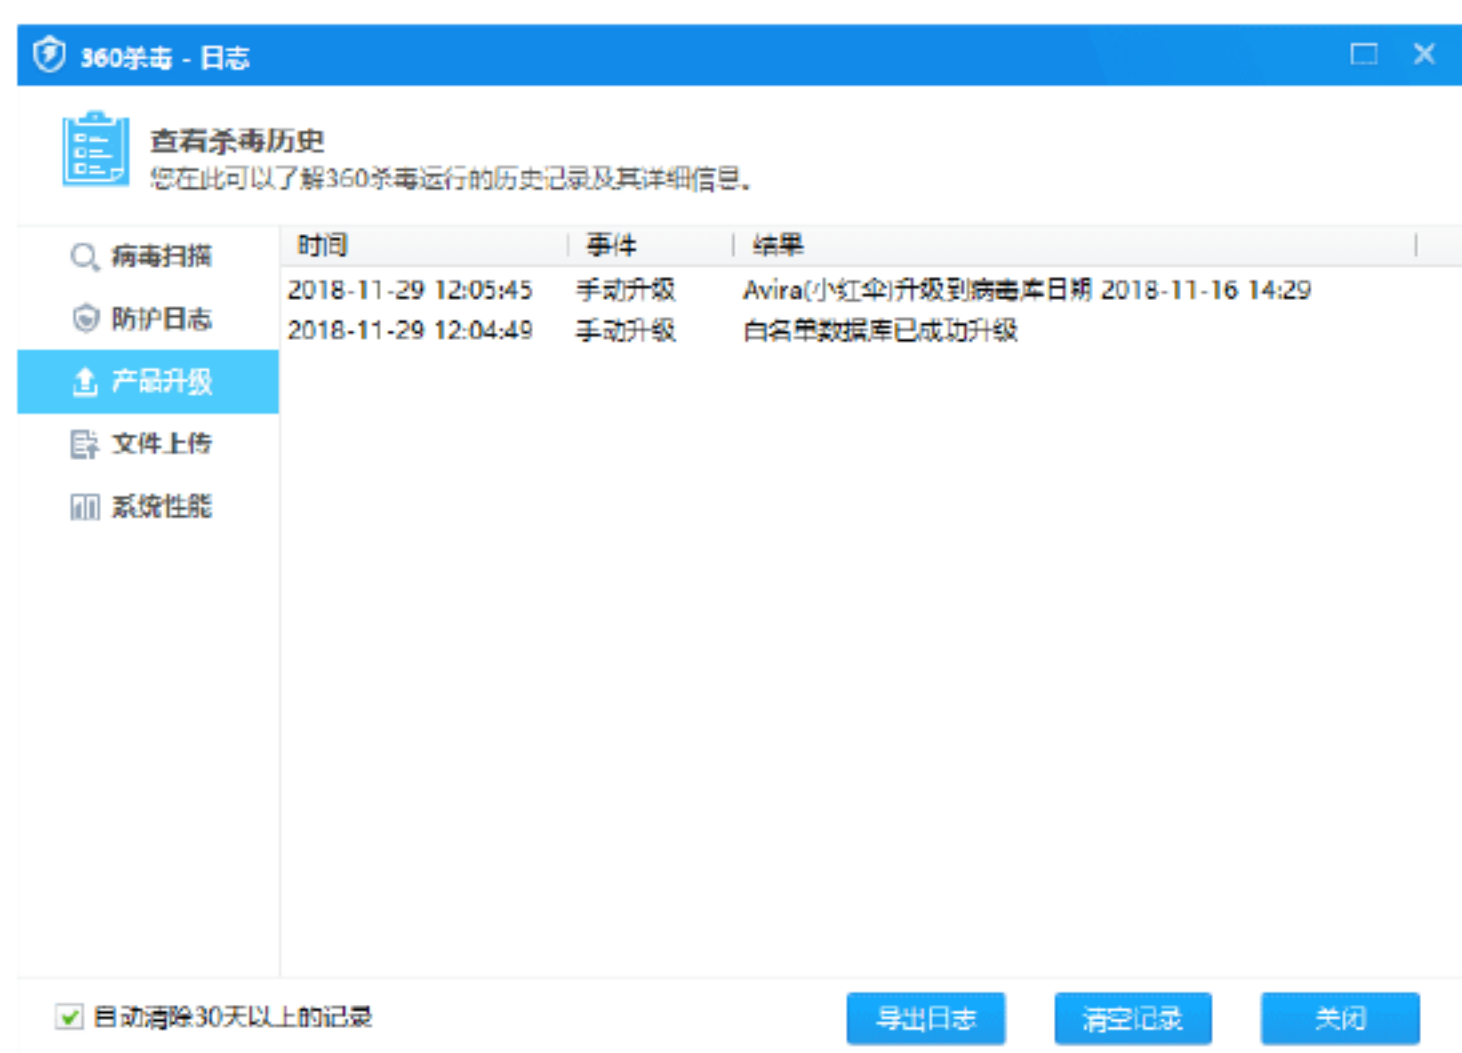 360杀毒 - 日志
查看杀毒历史
您在此可以了解360杀毒运行的历史记录及其详细信息。
病毒扫描
防护日志
产品升级
文件上传
系统性能
时间 事件 结果
2018-11-29 12:05:45 手动升级 Avira(小红伞)升级到病毒库日期 2018-11-16 14:29
2018-11-29 12:04:49 手动升级 白名单数据库已成功升级
自动清除30天以上的记录
导出日志 清空记录 关闭